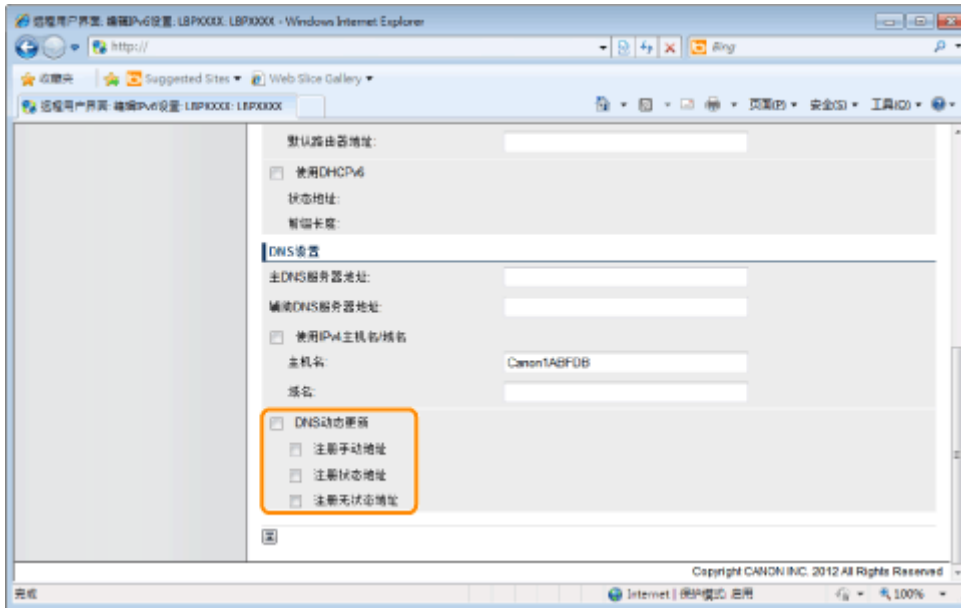 远程用户界面: 编辑IPv6设置: LBPXXXX: LBPXXXX - Windows Internet Explorer
http://
Bing
收藏夹 Suggested Sites Web Slice Gallery
远程用户界面: 编辑IPv6设置: LBPXXXX: LBPXXXX
页面(P) 安全(S) 工具(O)
默认路由器地址:
使用DHCPv6
状态地址:
前缀长度:
DNS设置
主DNS服务器地址:
辅助DNS服务器地址:
使用IPv4主机名/域名
主机名: Canon1ABFDB
域名:
DNS动态更新
注册手动地址
注册状态地址
注册无状态地址
Copyright CANON INC. 2012 All Rights Reserved
完成 Internet | 保护模式: 启用 100%